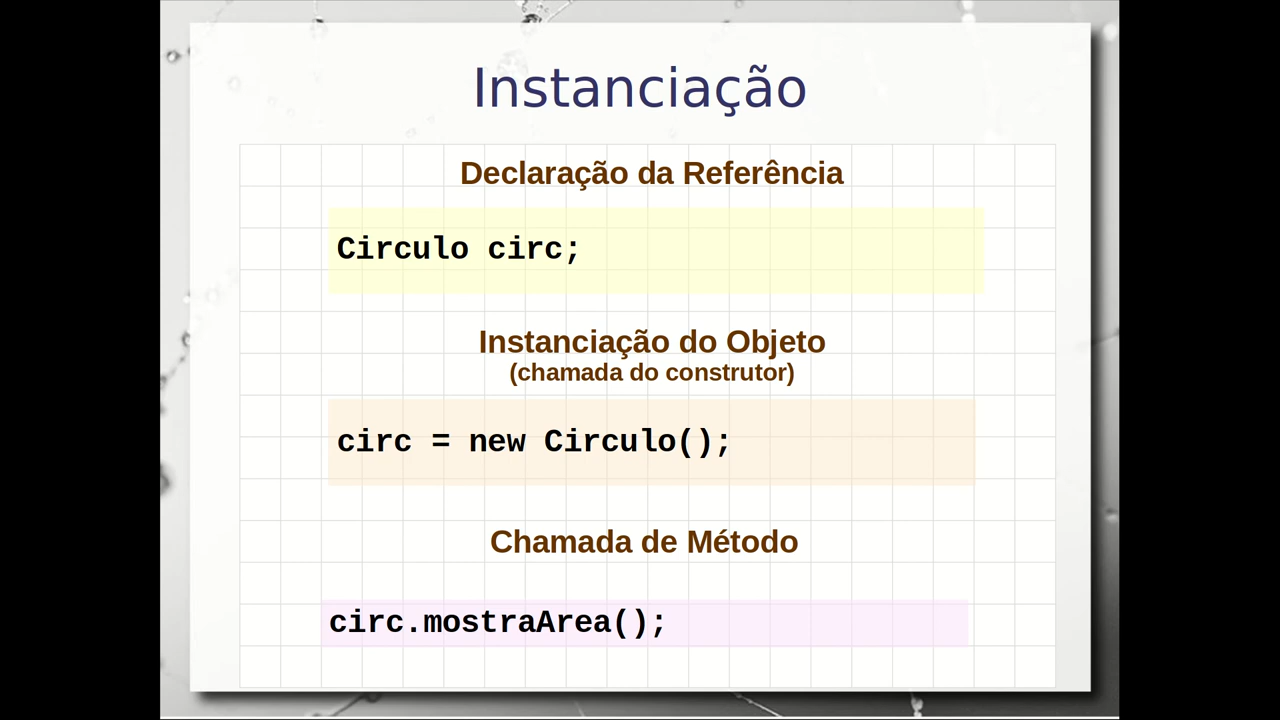 Instanciação
Declaração da Referência
Circulo circ;
Instanciação do Objeto
(chamada do construtor)
circ = new Circulo();
Chamada de Método
circ.mostraArea();